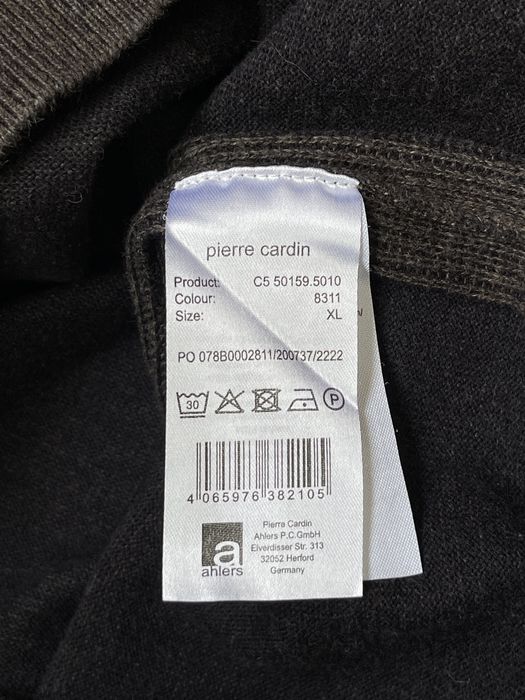 pierre cardin
Product: C5 50159.5010
Colour: 8311
Size: XL
PO 078B0002811/200737/2222
30 P
4 065976 382105
a
ahlers
Pierre Cardin
Ahlers P.C.GmbH
Elverdisser Str. 313
32052 Herford
Germany